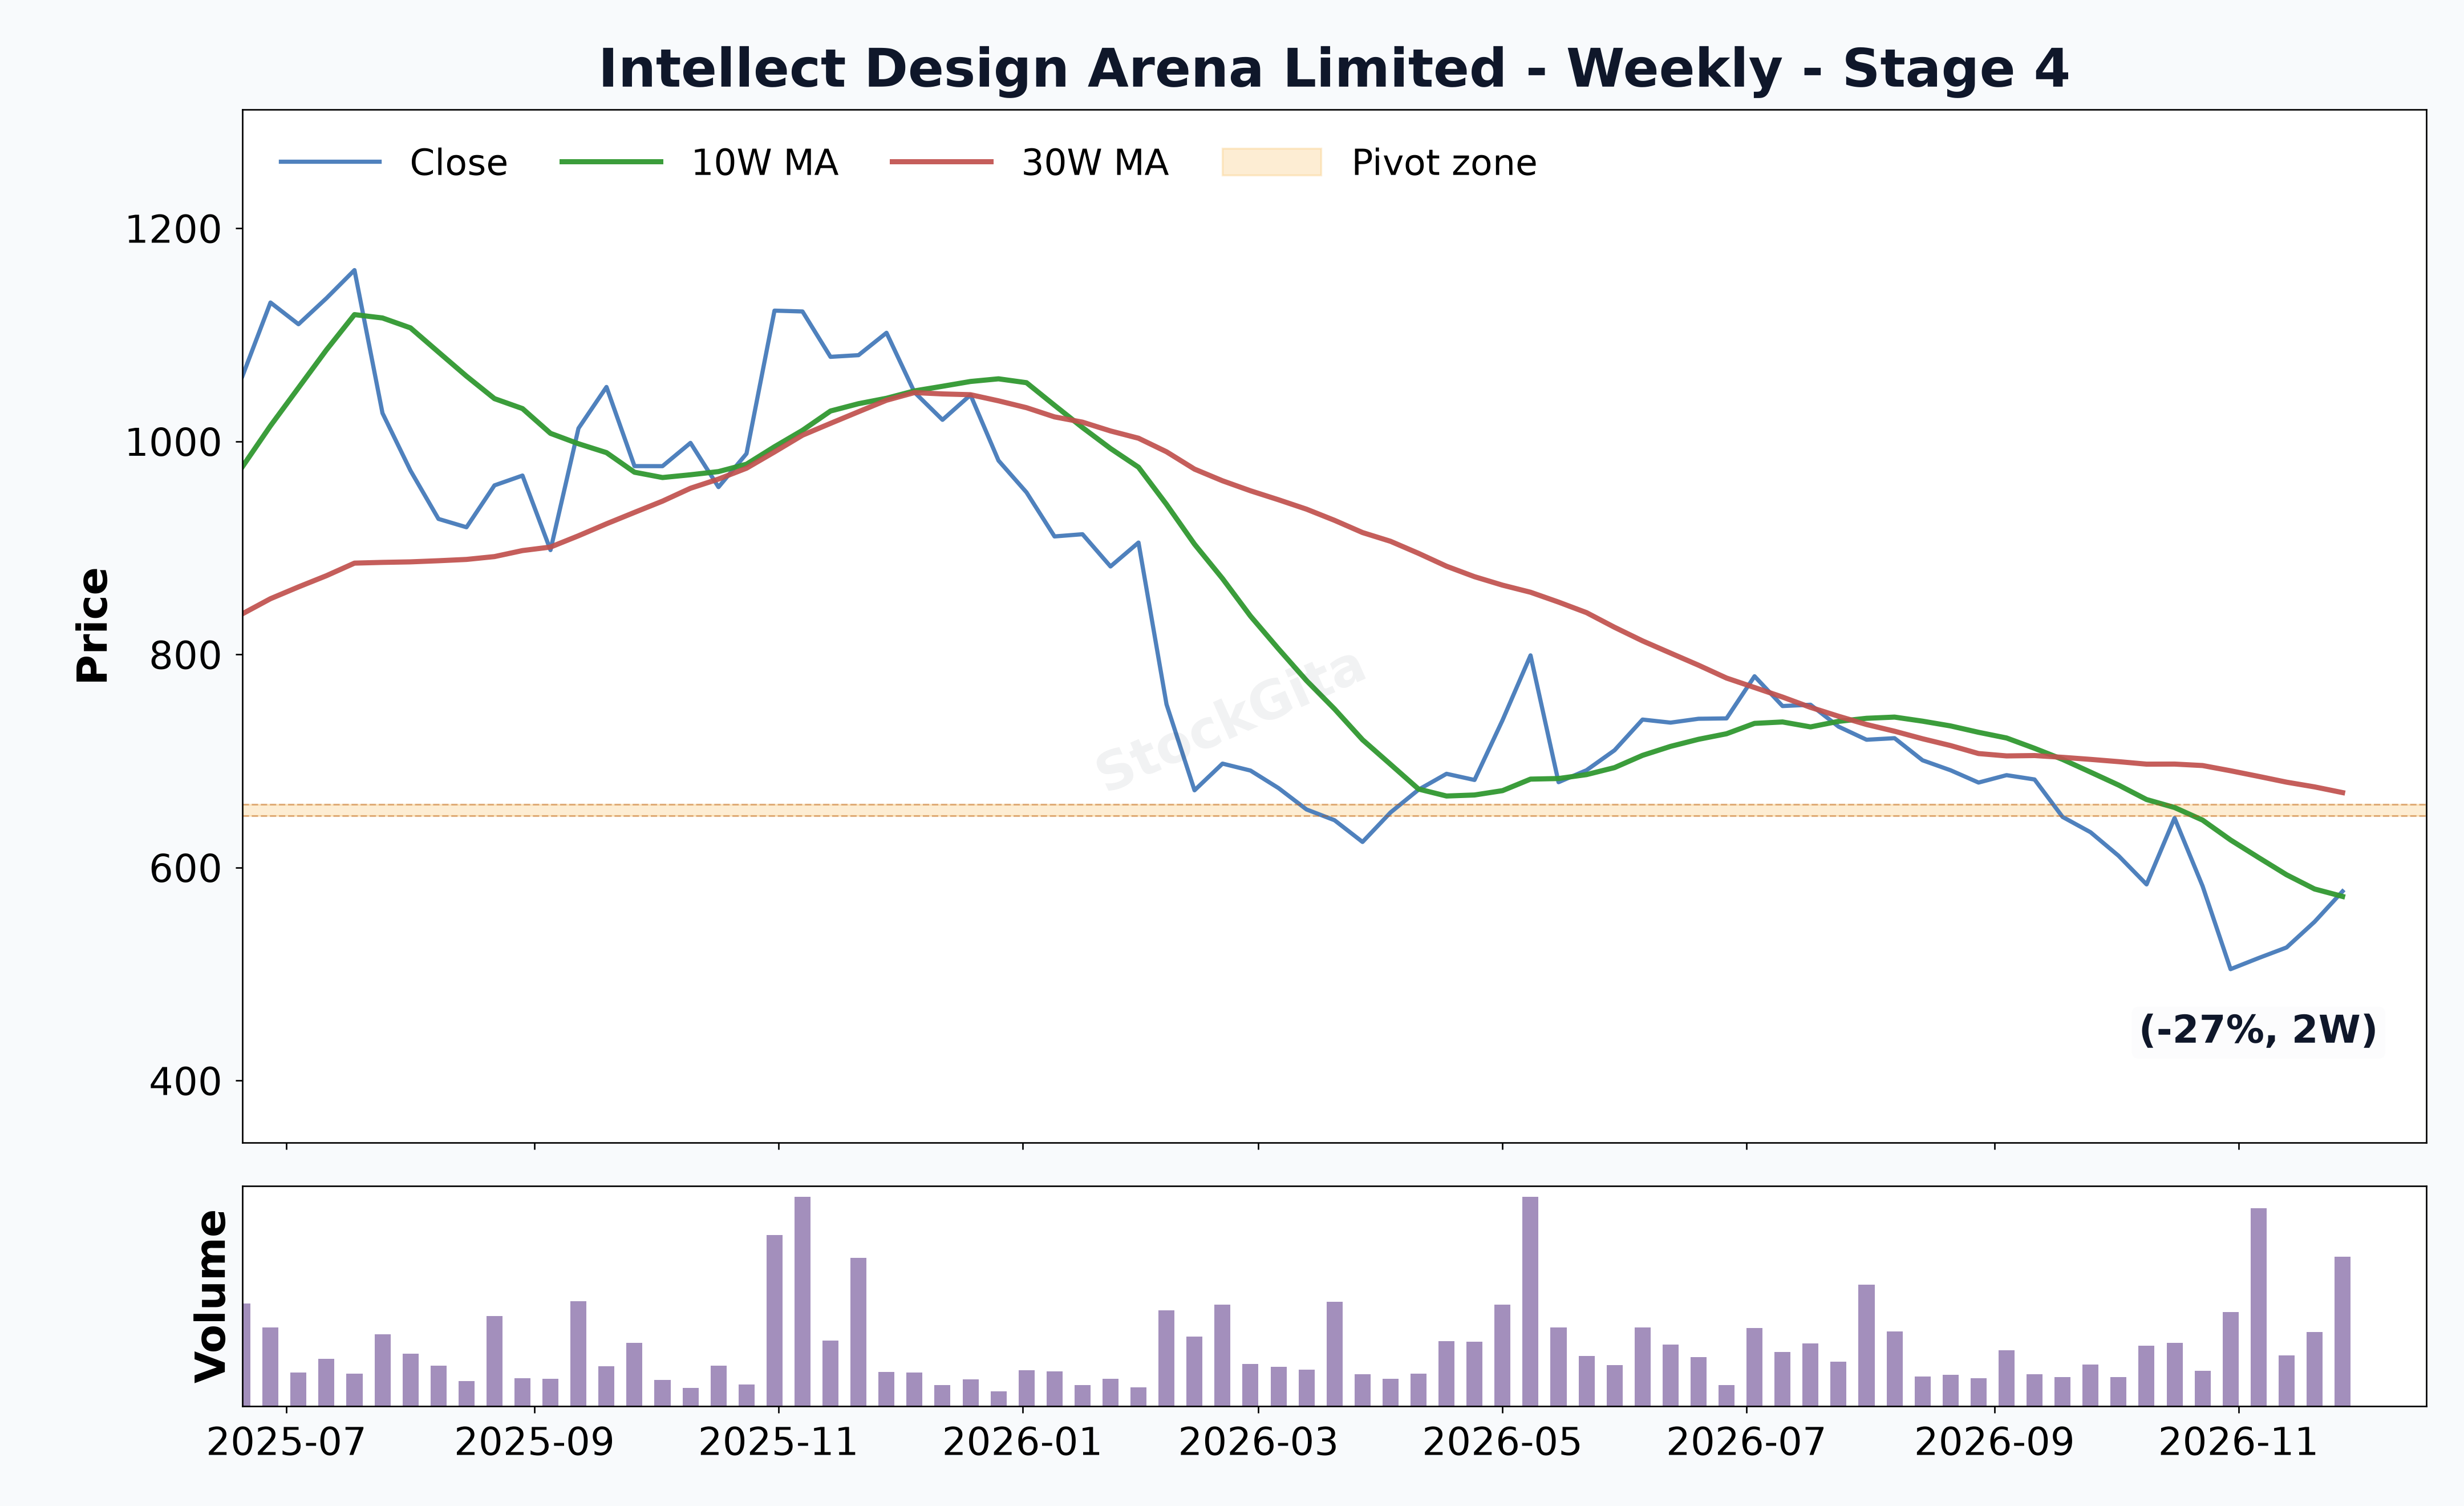 Intellect Design Arena Limited - Weekly - Stage 4
Close 10W MA 30W MA Pivot zone
1200
1000
800
600
400
Price
StockGita
(-27%, 2W)
Volume
2025-07 2025-09 2025-11 2026-01 2026-03 2026-05 2026-07 2026-09 2026-11